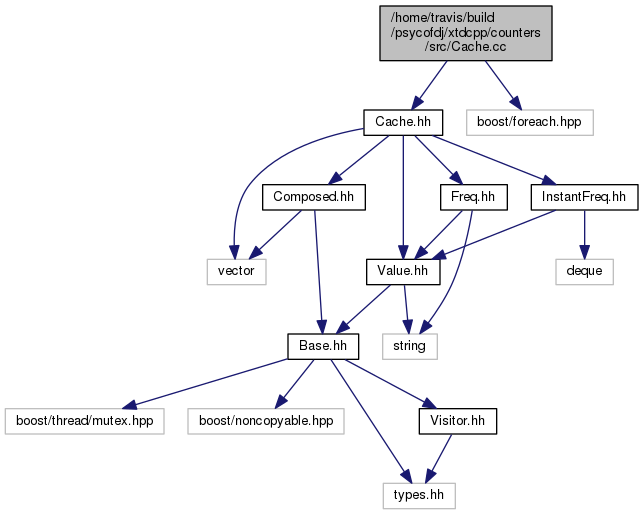 /home/travis/build
/psycofdj/xtdcpp/counters
/src/Cache.cc
Cache.hh
boost/foreach.hpp
Composed.hh
Freq.hh
InstantFreq.hh
vector
Value.hh
deque
Base.hh
string
boost/thread/mutex.hpp
boost/noncopyable.hpp
Visitor.hh
types.hh